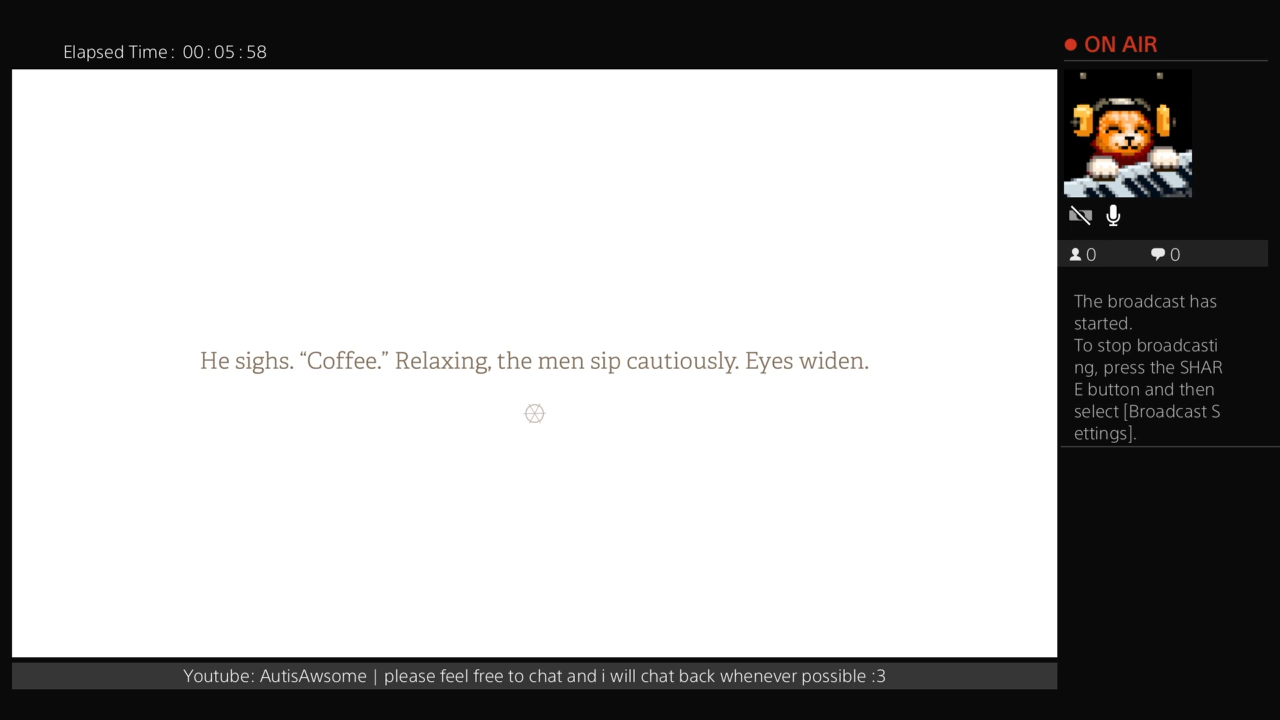 Elapsed Time: 00:05:58
ON AIR
0 0
The broadcast has
started.
To stop broadcasti
ng, press the SHAR
E button and then
select [Broadcast S
ettings].
He sighs. “Coffee.” Relaxing, the men sip cautiously. Eyes widen.
Youtube: AutisAwsome | please feel free to chat and i will chat back whenever possible :3